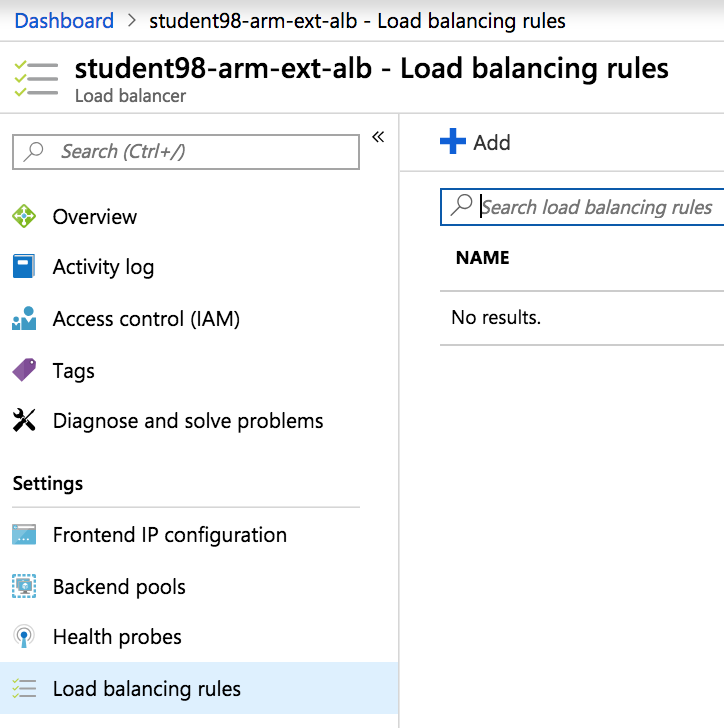 Dashboard > student98-arm-ext-alb - Load balancing rules
student98-arm-ext-alb - Load balancing rules
Load balancer
Search (Ctrl+/)
«
Overview
Activity log
Access control (IAM)
Tags
Diagnose and solve problems
Settings
Frontend IP configuration
Backend pools
Health probes
Load balancing rules
Add
Search load balancing rules
NAME
No results.